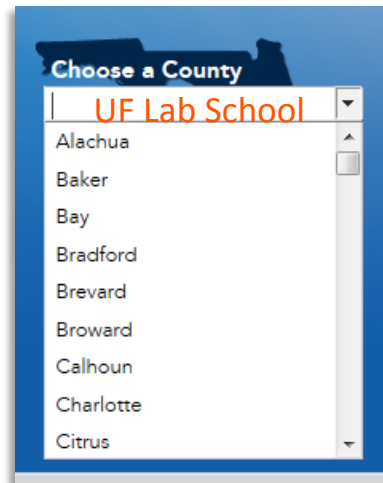 Choose a County
UF Lab School
Alachua
Baker
Bay
Bradford
Brevard
Broward
Calhoun
Charlotte
Citrus